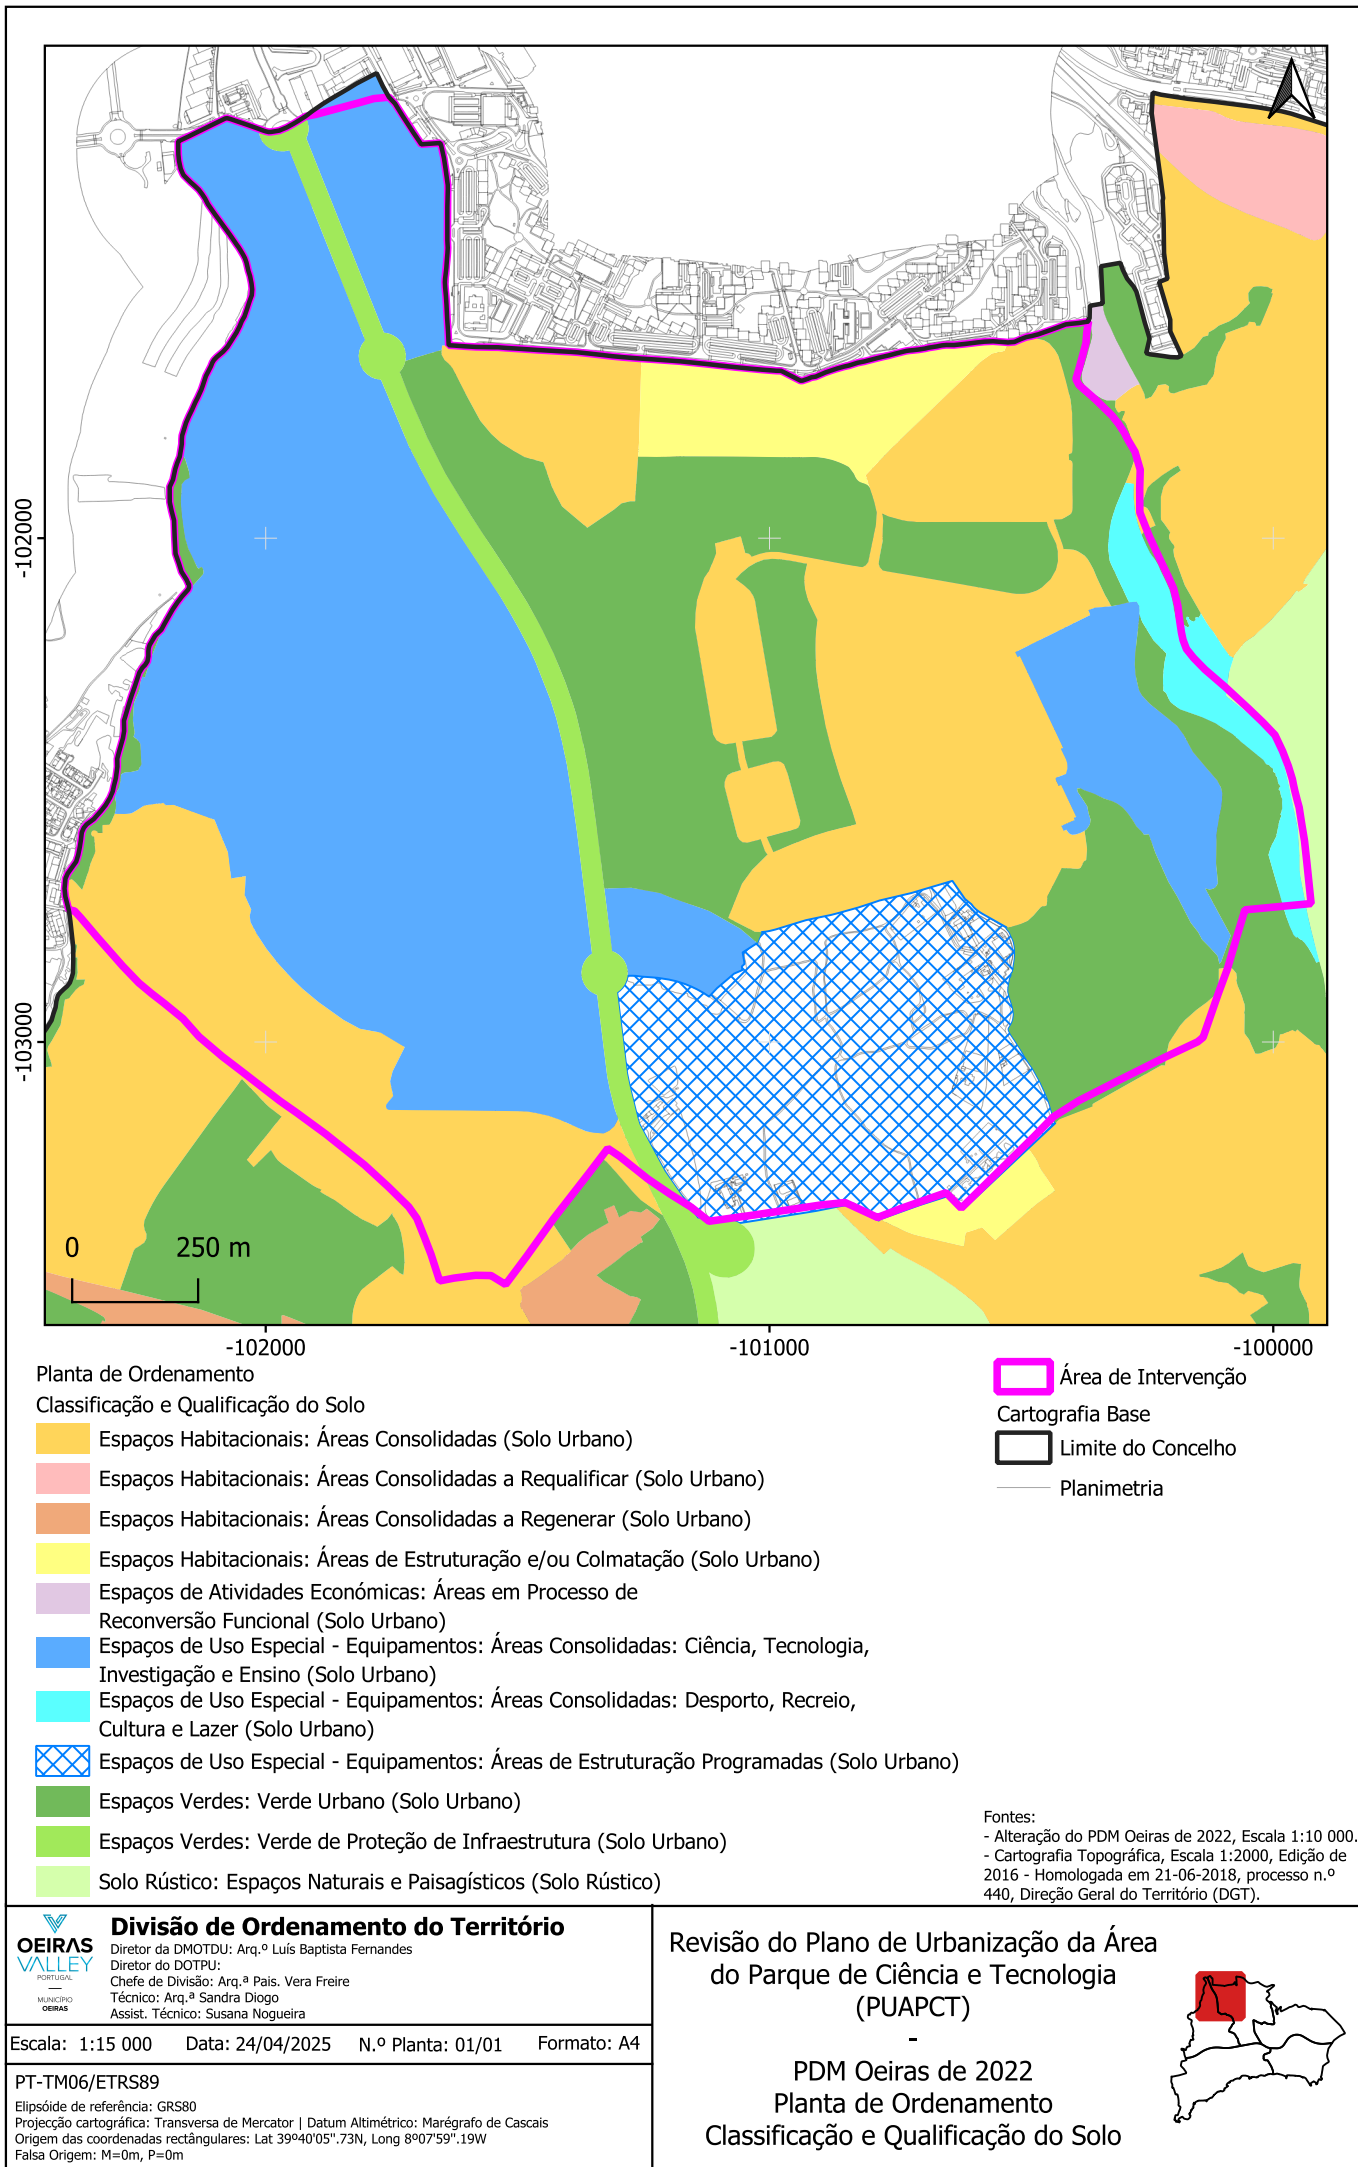 -102000
-103000
0 250 m
-102000 -101000 -100000
Planta de Ordenamento
Classificação e Qualificação do Solo
Espaços Habitacionais: Áreas Consolidadas (Solo Urbano)
Espaços Habitacionais: Áreas Consolidadas a Requalificar (Solo Urbano)
Espaços Habitacionais: Áreas Consolidadas a Regenerar (Solo Urbano)
Espaços Habitacionais: Áreas de Estruturação e/ou Colmatação (Solo Urbano)
Espaços de Atividades Económicas: Áreas em Processo de
Reconversão Funcional (Solo Urbano)
Espaços de Uso Especial - Equipamentos: Áreas Consolidadas: Ciência, Tecnologia,
Investigação e Ensino (Solo Urbano)
Espaços de Uso Especial - Equipamentos: Áreas Consolidadas: Desporto, Recreio,
Cultura e Lazer (Solo Urbano)
Espaços de Uso Especial - Equipamentos: Áreas de Estruturação Programadas (Solo Urbano)
Espaços Verdes: Verde Urbano (Solo Urbano)
Espaços Verdes: Verde de Proteção de Infraestrutura (Solo Urbano)
Solo Rústico: Espaços Naturais e Paisagísticos (Solo Rústico)
Área de Intervenção
Cartografia Base
Limite do Concelho
Planimetria
Fontes:
- Alteração do PDM Oeiras de 2022, Escala 1:10 000.
- Cartografia Topográfica, Escala 1:2000, Edição de
2016 - Homologada em 21-06-2018, processo n.º
440, Direção Geral do Território (DGT).
OEIRAS
VALLEY
PORTUGAL
MUNICÍPIO
OEIRAS
Divisão de Ordenamento do Território
Diretor da DMOTDU: Arq.º Luís Baptista Fernandes
Diretor do DOTPU:
Chefe de Divisão: Arq.ª Pais. Vera Freire
Técnico: Arq.ª Sandra Diogo
Assist. Técnico: Susana Nogueira
Escala: 1:15 000 Data: 24/04/2025 N.º Planta: 01/01 Formato: A4
PT-TM06/ETRS89
Elipsóide de referência: GRS80
Projecção cartográfica: Transversa de Mercator | Datum Altimétrico: Marégrafo de Cascais
Origem das coordenadas rectângulares: Lat 39º40'05".73N, Long 8º07'59".19W
Falsa Origem: M=0m, P=0m
Revisão do Plano de Urbanização da Área
do Parque de Ciência e Tecnologia
(PUAPCT)
-
PDM Oeiras de 2022
Planta de Ordenamento
Classificação e Qualificação do Solo